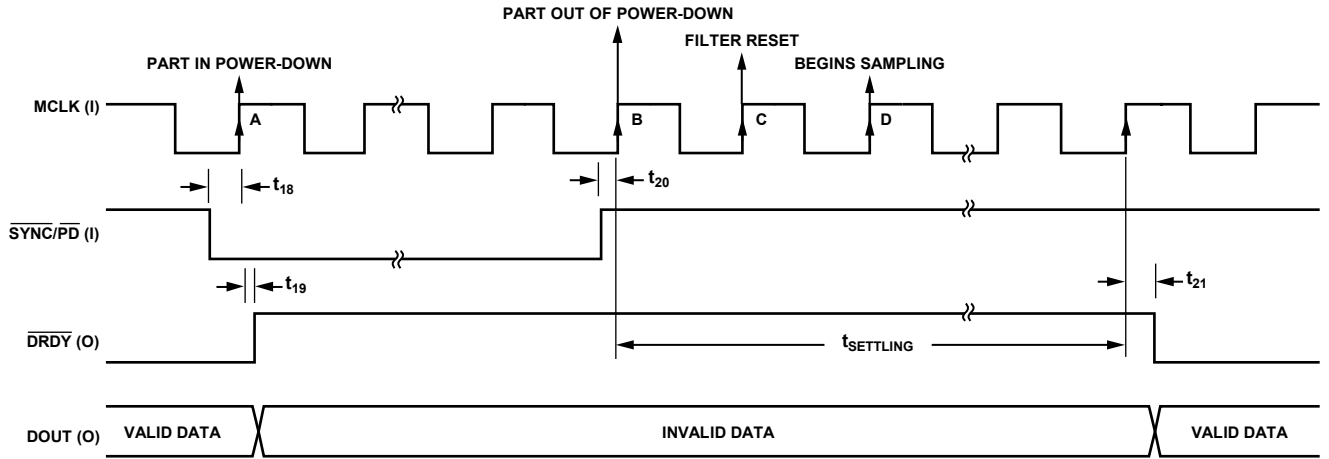 PART OUT OF POWER-DOWN
FILTER RESET
PART IN POWER-DOWN
BEGINS SAMPLING
MCLK (I)
A
B
C
D
t18
t20
SYNC/PD (I)
t19
t21
DRDY (O)
tSETTLING
DOUT (O)
VALID DATA
INVALID DATA
VALID DATA